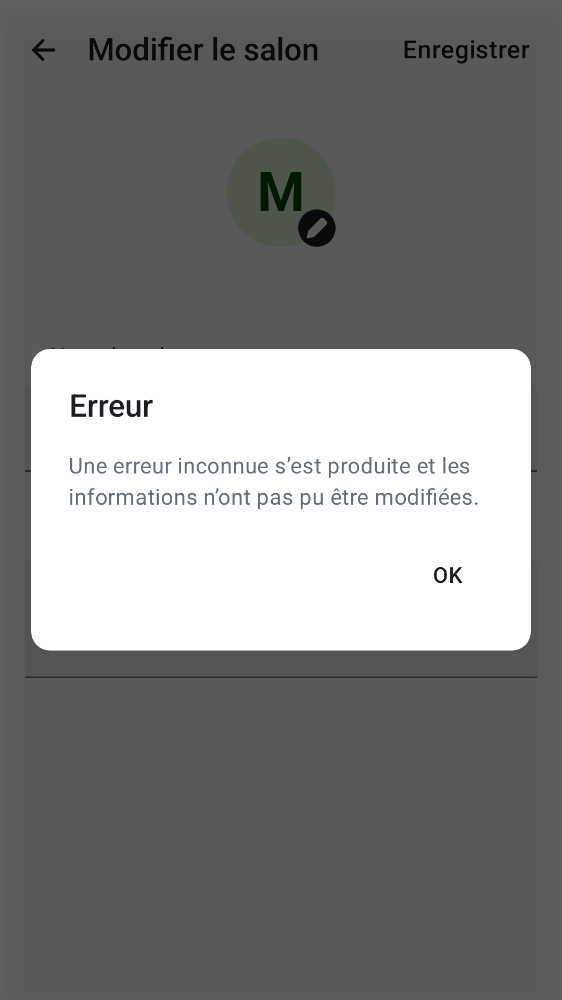 Modifier le salon
Enregistrer
M
Erreur
Une erreur inconnue s’est produite et les
informations n’ont pas pu être modifiées.
OK